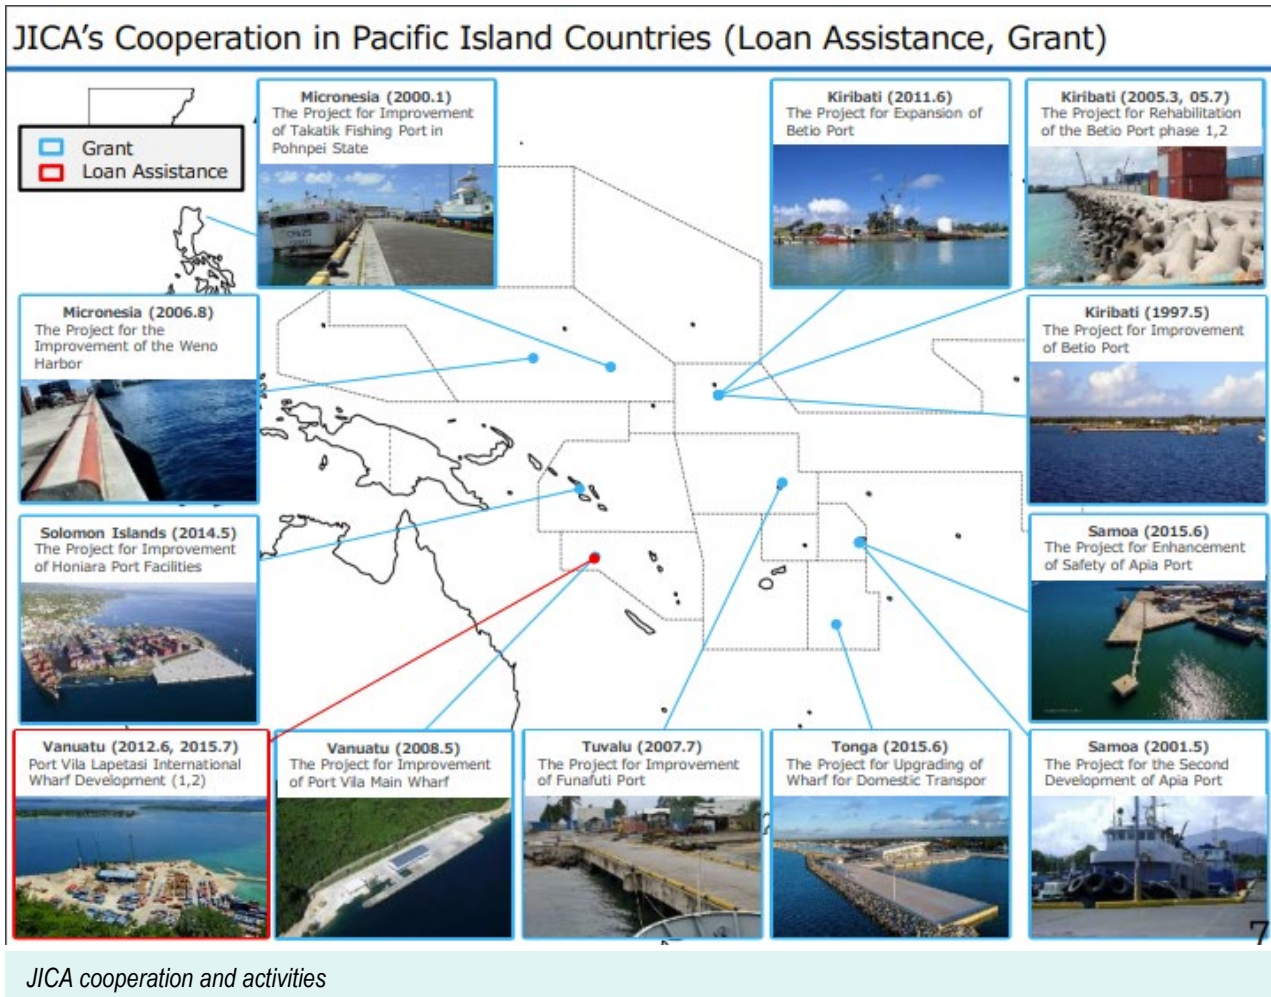 JICA’s Cooperation in Pacific Island Countries (Loan Assistance, Grant)
Grant
Loan Assistance
Micronesia (2000.1)
The Project for Improvement
of Takatik Fishing Port in
Pohnpei State
Kiribati (2011.6)
The Project for Expansion of
Betio Port
Kiribati (2005.3, 05.7)
The Project for Rehabilitation
of the Betio Port phase 1,2
Micronesia (2006.8)
The Project for the
Improvement of the Weno
Harbor
Kiribati (1997.5)
The Project for Improvement
of Betio Port
Solomon Islands (2014.5)
The Project for Improvement
of Honiara Port Facilities
Samoa (2015.6)
The Project for Enhancement
of Safety of Apia Port
Vanuatu (2012.6, 2015.7)
Port Vila Lapetasi International
Wharf Development (1,2)
Vanuatu (2008.5)
The Project for Improvement
of Port Vila Main Wharf
Tuvalu (2007.7)
The Project for Improvement
of Funafuti Port
Tonga (2015.6)
The Project for Upgrading of
Wharf for Domestic Transpor
Samoa (2001.5)
The Project for the Second
Development of Apia Port
7
JICA cooperation and activities